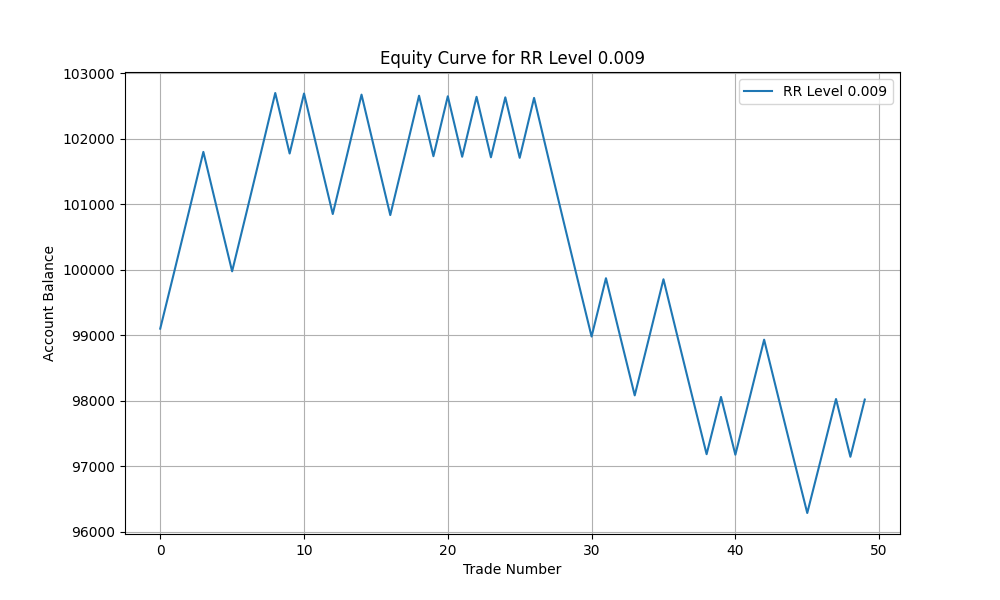 Equity Curve for RR Level 0.009
RR Level 0.009
103000
102000
101000
100000
99000
98000
97000
96000
Account Balance
0 10 20 30 40 50
Trade Number